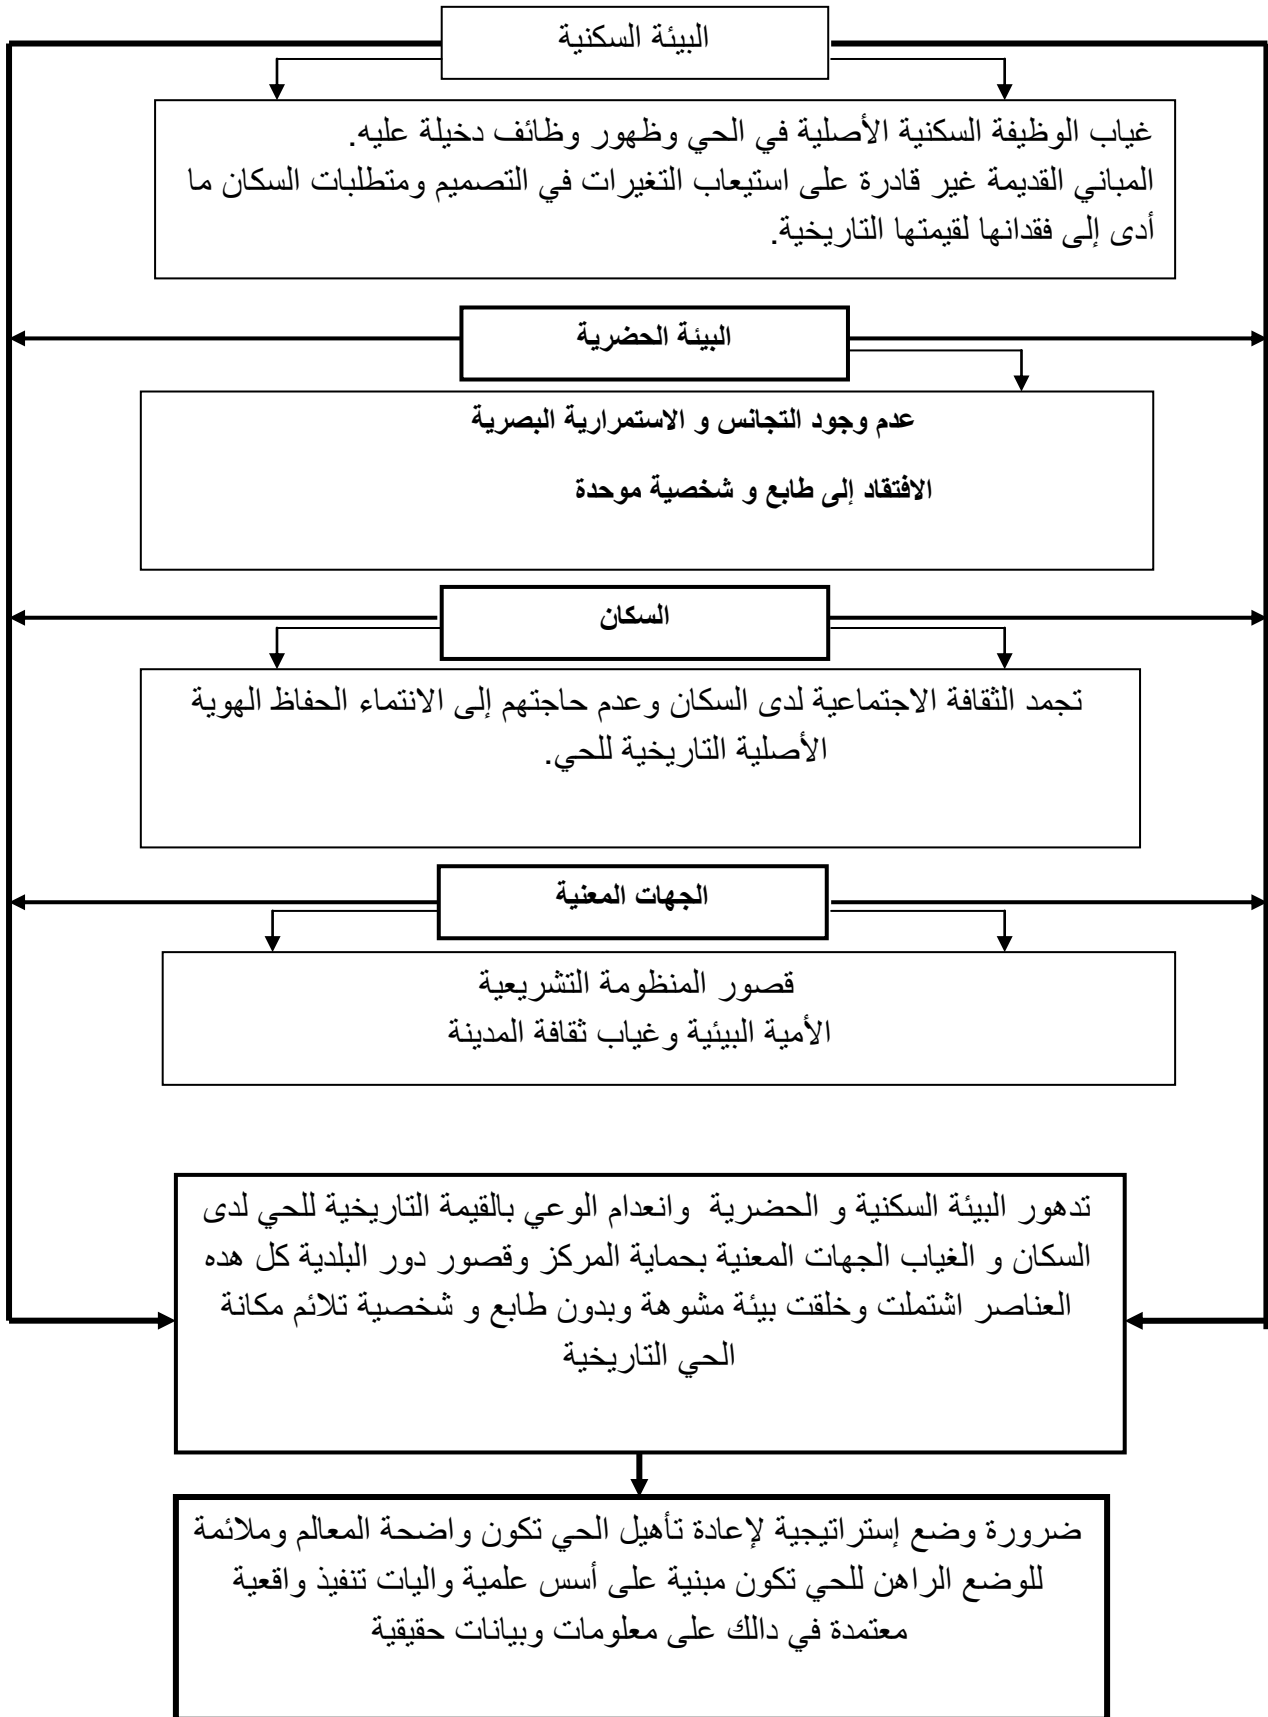 البيئة السكنية
غياب الوظيفة السكنية الأصلية في الحي وظهور وظائف دخيلة عليه.
المباني القديمة غير قادرة على استيعاب التغيرات في التصميم ومتطلبات السكان ما
أدى إلى فقدانها لقيمتها التاريخية.
البيئة الحضرية
عدم وجود التجانس و الاستمرارية البصرية
الافتقاد إلى طابع و شخصية موحدة
السكان
تجمد الثقافة الاجتماعية لدى السكان وعدم حاجتهم إلى الانتماء الحفاظ الهوية
الأصلية التاريخية للحي.
الجهات المعنية
قصور المنظومة التشريعية
الأمية البيئية وغياب ثقافة المدينة
تدهور البيئة السكنية و الحضرية وانعدام الوعي بالقيمة التاريخية للحي لدى
السكان و الغياب الجهات المعنية بحماية المركز وقصور دور البلدية كل هده
العناصر اشتملت وخلقت بيئة مشوهة وبدون طابع و شخصية تلائم مكانة
الحي التاريخية
ضرورة وضع إستراتيجية لإعادة تأهيل الحي تكون واضحة المعالم وملائمة
للوضع الراهن للحي تكون مبنية على أسس علمية واليات تنفيذ واقعية
معتمدة في دالك على معلومات وبيانات حقيقية